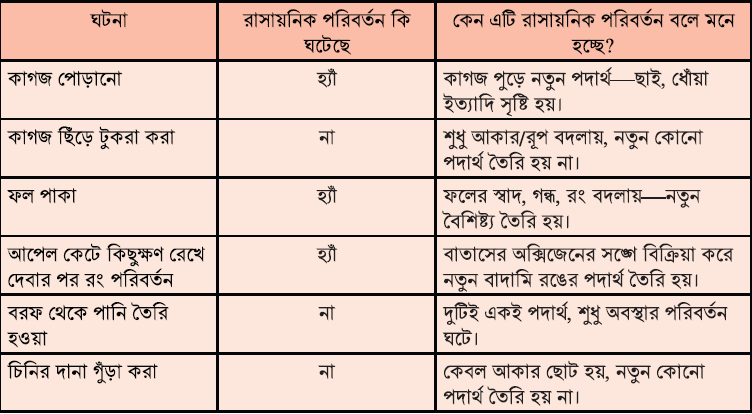 ঘটনা
রাসায়নিক পরিবর্তন কি
ঘটেছে
কেন এটি রাসায়নিক পরিবর্তন বলে মনে
হচ্ছে?
কাগজ পোড়ানো
হ্যাঁ
কাগজ পুড়ে নতুন পদার্থ—ছাই, ধোঁয়া
ইত্যাদি সৃষ্টি হয়।
কাগজ ছিঁড়ে টুকরা করা
না
শুধু আকার/রূপ বদলায়, নতুন কোনো
পদার্থ তৈরি হয় না।
ফল পাকা
হ্যাঁ
ফলের স্বাদ, গন্ধ, রং বদলায়—নতুন
বৈশিষ্ট্য তৈরি হয়।
আপেল কেটে কিছুক্ষণ রেখে
দেবার পর রং পরিবর্তন
হ্যাঁ
বাতাসের অক্সিজেনের সঙ্গে বিক্রিয়া করে
নতুন বাদামি রঙের পদার্থ তৈরি হয়।
বরফ থেকে পানি তৈরি
হওয়া
না
দুটিই একই পদার্থ, শুধু অবস্থার পরিবর্তন
ঘটে।
চিনির দানা গুঁড়া করা
না
কেবল আকার ছোট হয়, নতুন কোনো
পদার্থ তৈরি হয় না।